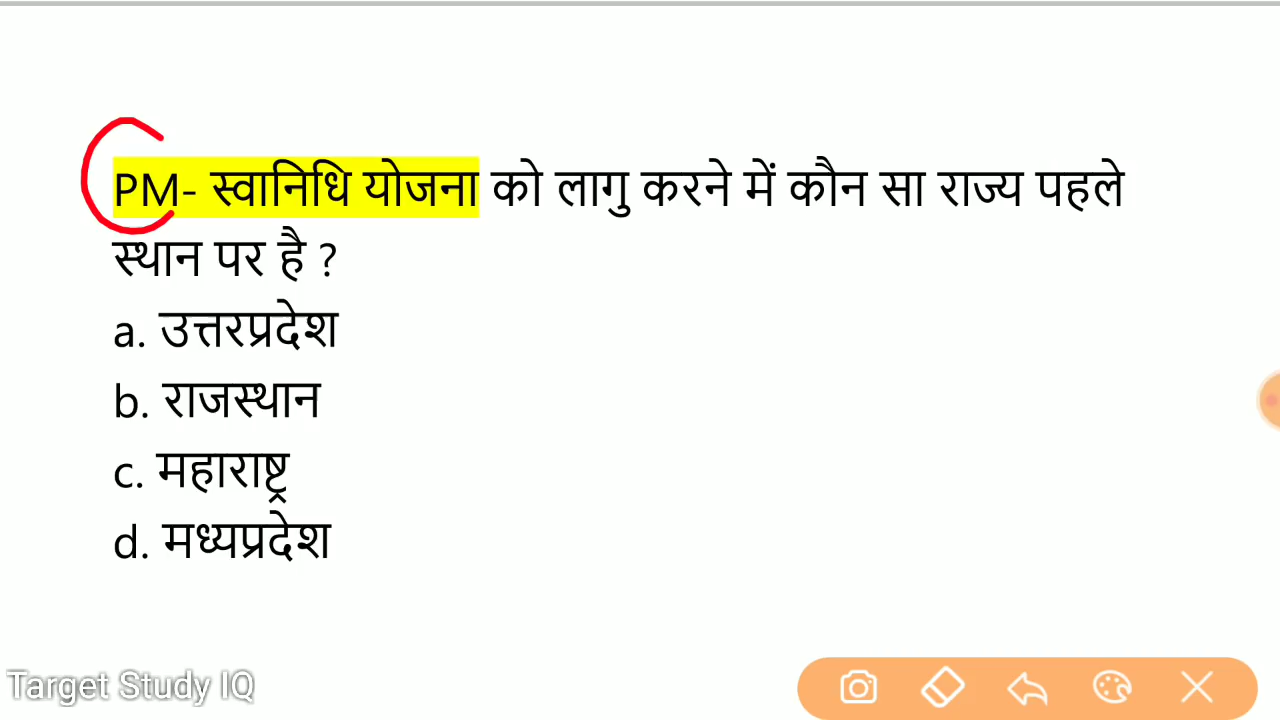 PM- स्वानिधि योजना को लागु करने में कौन सा राज्य पहले
स्थान पर है ?
a. उत्तरप्रदेश
b. राजस्थान
c. महाराष्ट्र
d. मध्यप्रदेश
Target Study IQ